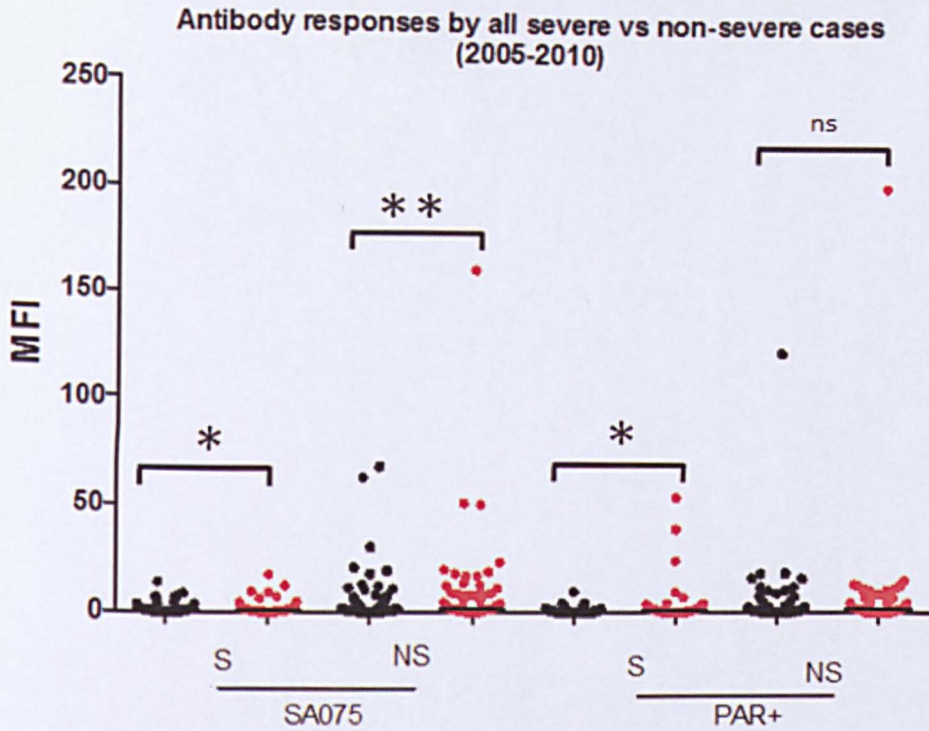 Antibody responses by all severe vs non-severe cases
(2005-2010)
250
200
150
100
50
0
MFI
*
**
*
ns
S
NS
S
NS
SA075
PAR+